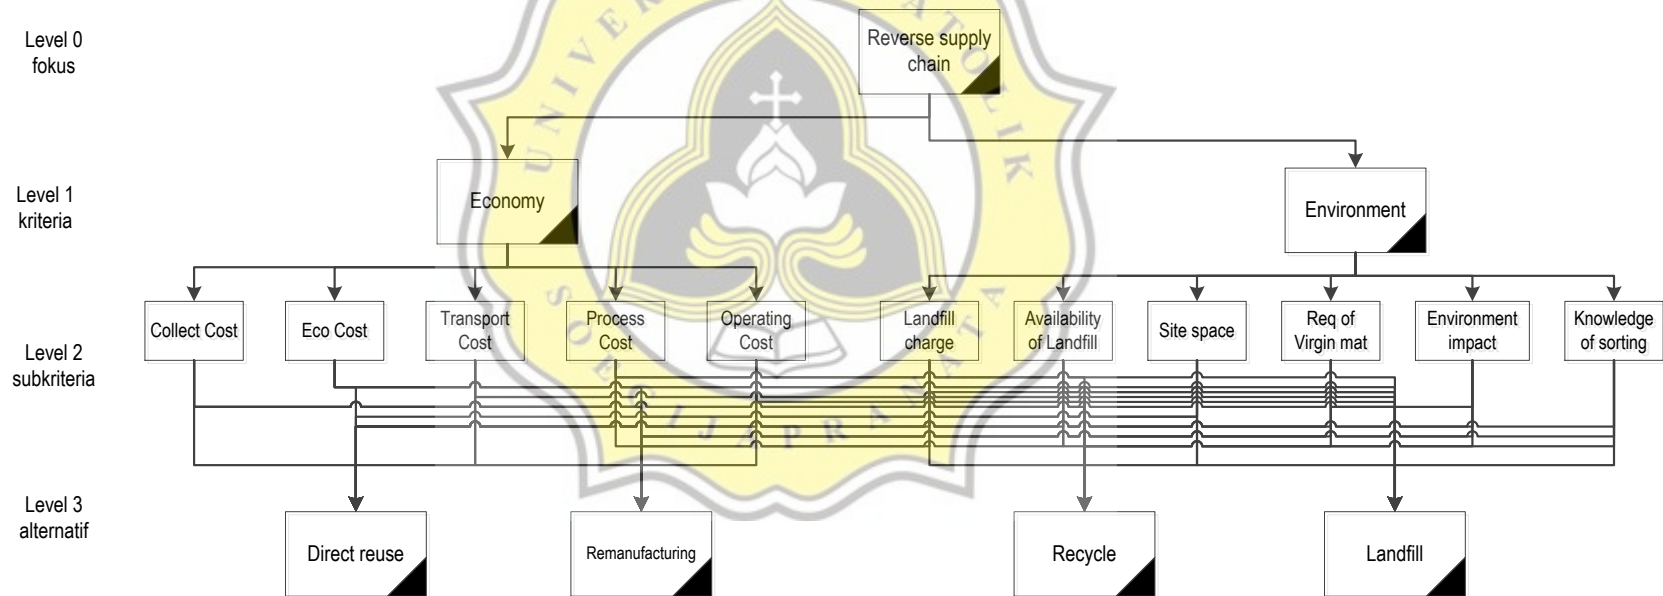 Level 0
fokus
Reverse supply
chain
Level 1
kriteria
Economy
Environment
Level 2
subkriteria
Collect Cost
Eco Cost
Transport
Cost
Process
Cost
Operating
Cost
Landfill
charge
Availability
of Landfill
Site space
Req of
Virgin mat
Environment
impact
Knowledge
of sorting
Level 3
alternatif
Direct reuse
Remanufacturing
Recycle
Landfill
SOEGIJAPRANATA